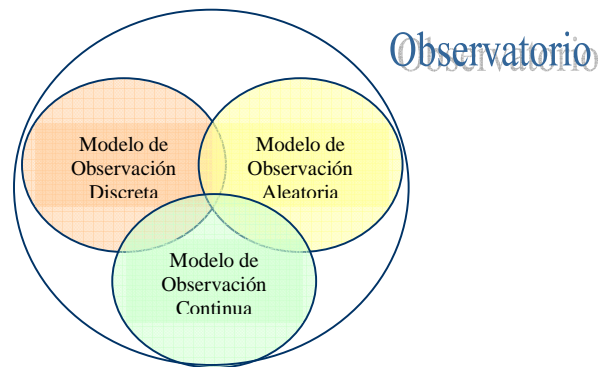 Observatorio
Modelo de
Observación
Discreta
Modelo de
Observación
Aleatoria
Modelo de
Observación
Continua